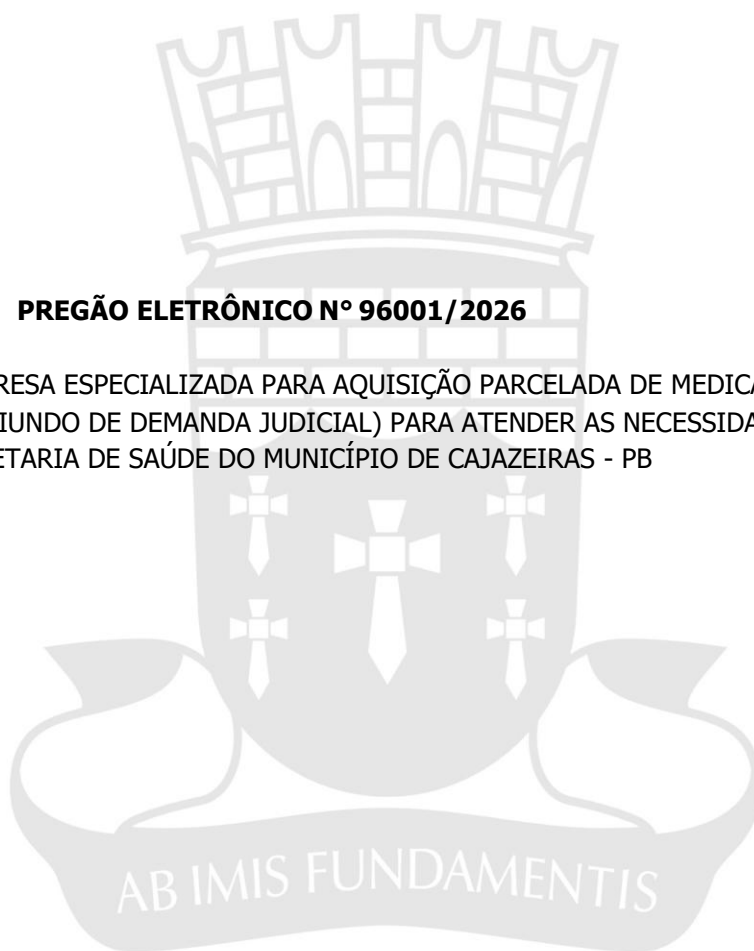 PREGÃO ELETRÔNICO N° 96001/2026
RESA ESPECIALIZADA PARA AQUISIÇÃO PARCELADA DE MEDICA
IUNDO DE DEMANDA JUDICIAL) PARA ATENDER AS NECESSIDA
ETARIA DE SAÚDE DO MUNICÍPIO DE CAJAZEIRAS - PB
AB IMIS FUNDAMENTIS